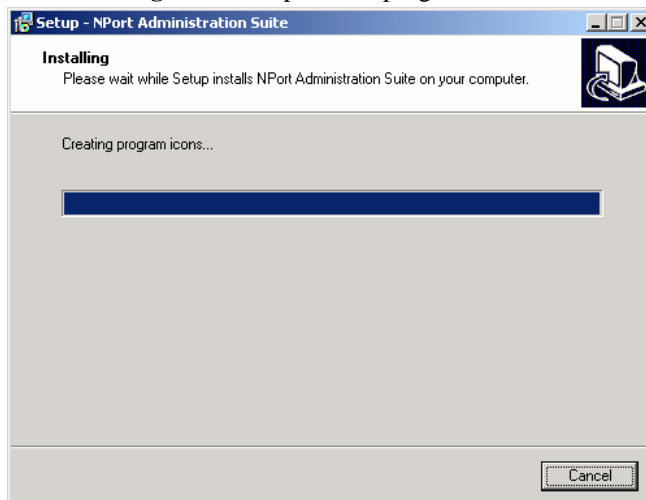 Setup - NPort Administration Suite
Installing
Please wait while Setup installs NPort Administration Suite on your computer.
Creating program icons...
Cancel